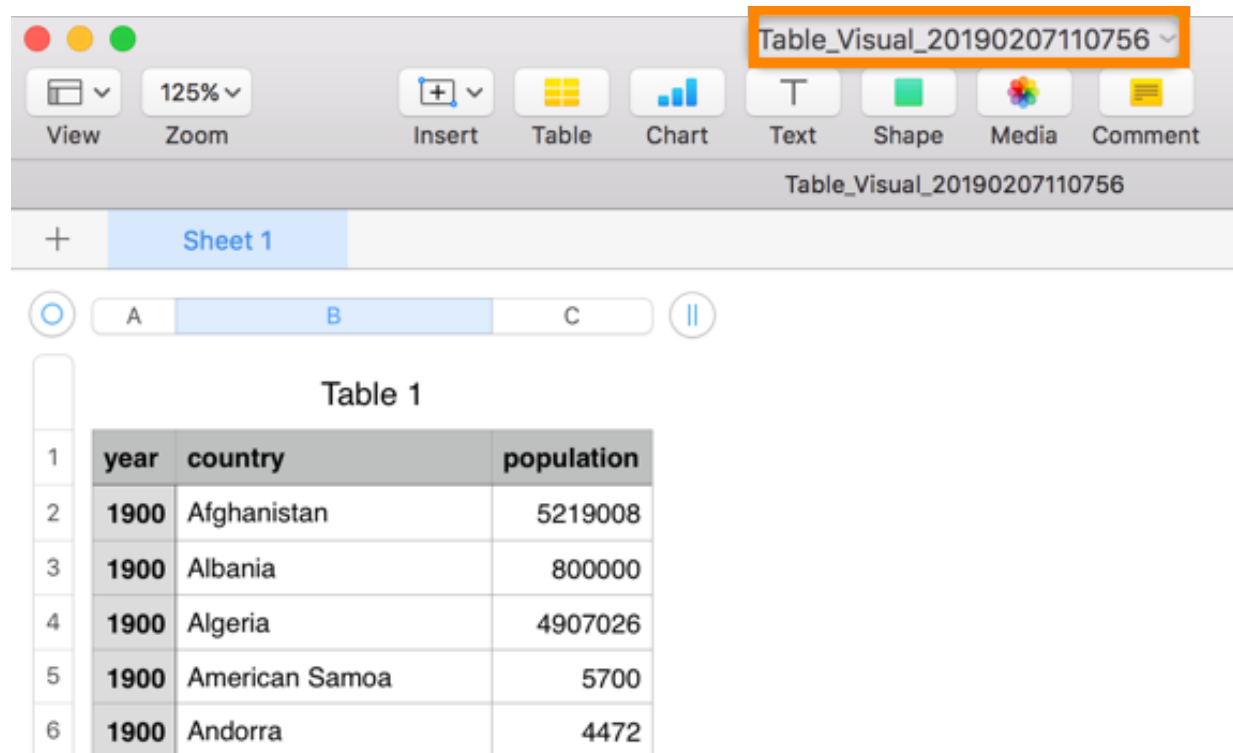 Table_Visual_20190207110756
125%
View Zoom Insert Table Chart Text Shape Media Comment
Table_Visual_20190207110756
+ Sheet 1
A B C
Table 1
1 year country population
2 1900 Afghanistan 5219008
3 1900 Albania 800000
4 1900 Algeria 4907026
5 1900 American Samoa 5700
6 1900 Andorra 4472